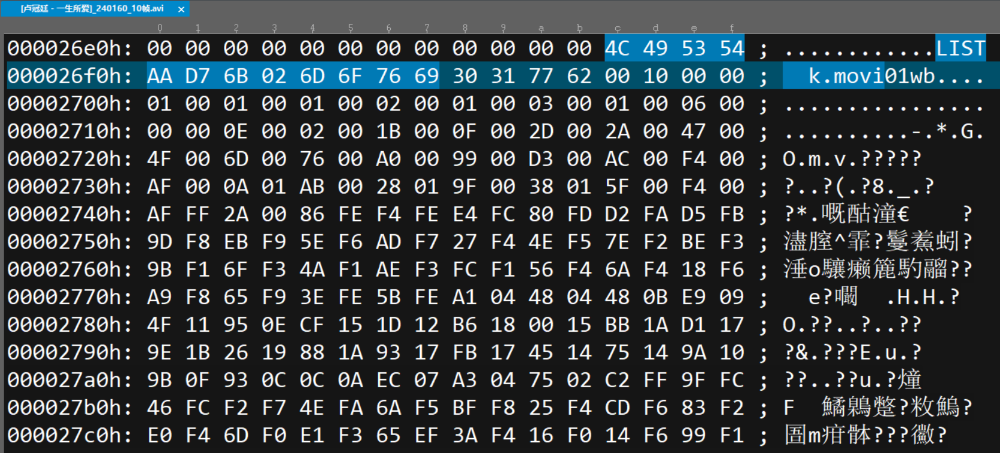 [卢冠廷 - 一生所爱]_240160_10帧.avi ×
0 1 2 3 4 5 6 7 8 9 a b c d e f
000026e0h: 00 00 00 00 00 00 00 00 00 00 00 00 4C 49 53 54 ; ............LIST
000026f0h: AA D7 6B 02 6D 6F 76 69 30 31 77 62 00 10 00 00 ; k.movi01wb....
00002700h: 01 00 01 00 01 00 02 00 01 00 03 00 01 00 06 00 ; ................
00002710h: 00 00 0E 00 02 00 1B 00 0F 00 2D 00 2A 00 47 00 ; ..........-.*.G.
00002720h: 4F 00 6D 00 76 00 A0 00 99 00 D3 00 AC 00 F4 00 ; O.m.v.?????
00002730h: AF 00 0A 01 AB 00 28 01 9F 00 38 01 5F 00 F4 00 ; ?..?(.?8._.?
00002740h: AF FF 2A 00 86 FE F4 FE E4 FC 80 FD D2 FA D5 FB ; ?*.嘅酤潼€ ?
00002750h: 9D F8 EB F9 5E F6 AD F7 27 F4 4E F5 7E F2 BE F3 ; 濜膣^霏?鬘蕉蚓?
00002760h: 9B F1 6F F3 4A F1 AE F3 FC F1 56 F4 6A F4 18 F6 ; 涶o驤癞簏馰鬸??
00002770h: A9 F8 65 F9 3E FE 5B FE A1 04 48 04 48 0B E9 09 ; e?嚪 .H.H.?
00002780h: 4F 11 95 0E CF 15 1D 12 B6 18 00 15 BB 1A D1 17 ; O.??..?..??
00002790h: 9E 1B 26 19 88 1A 93 17 FB 17 45 14 75 14 9A 10 ; ?&.???E.u.?
000027a0h: 9B 0F 93 0C 0C 0A EC 07 A3 04 75 02 C2 FF 9F FC ; ??..??u.?燑
000027b0h: 46 FC F2 F7 4E FA 6A F5 BF F8 25 F4 CD F6 83 F2 ; F
000027c0h: E0 F4 6D F0 E1 F3 65 EF 3A F4 16 F0 14 F6 99 F1 ;